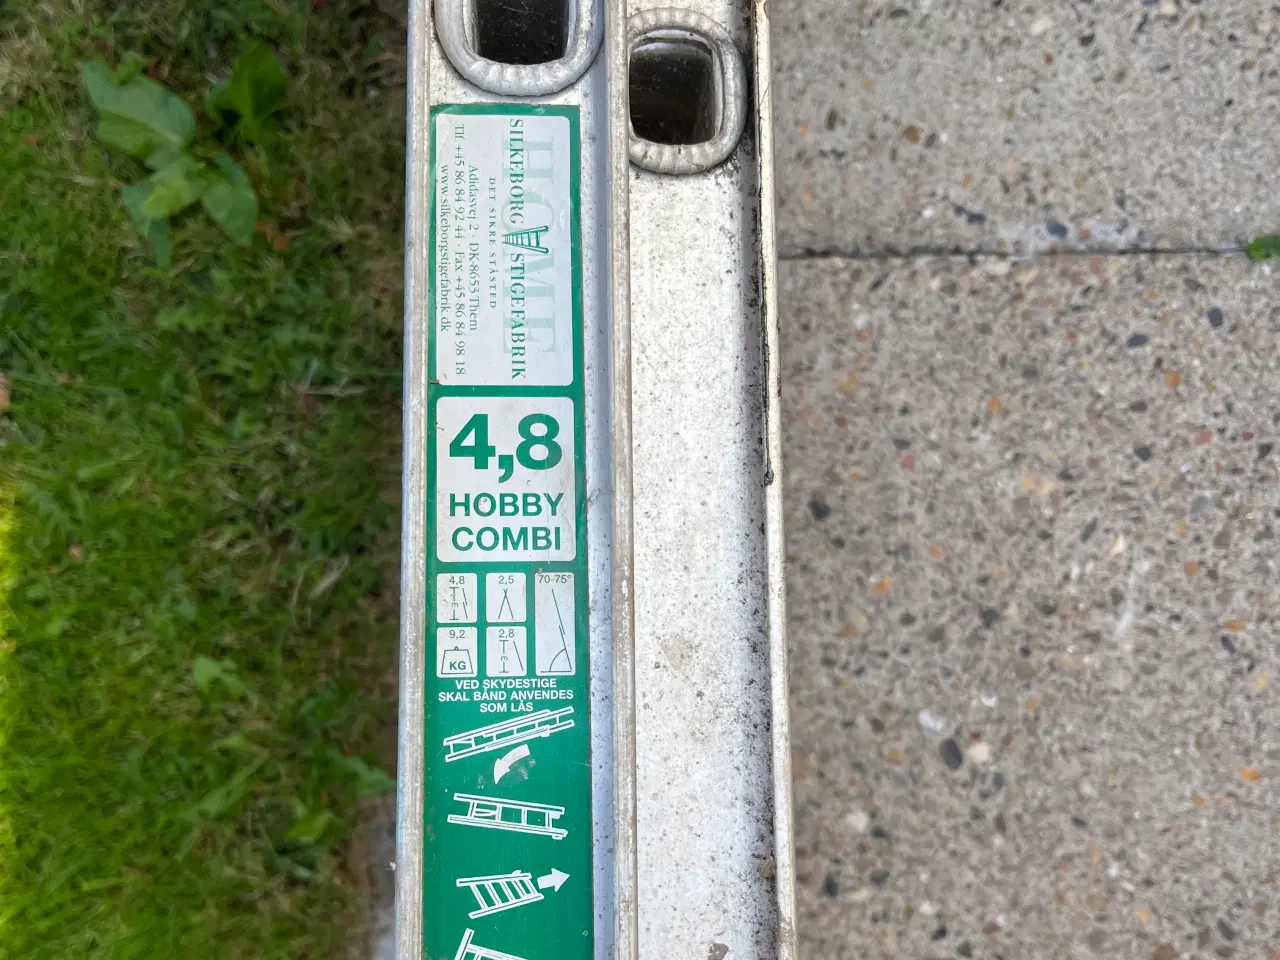 HOME
SILKEBORG STIGEFABRIK
DET SIKRE STÅSTED
Adidasvej 2 · DK-8653 Them
Tlf. +45 86 84 92 44 · Fax +45 86 84 98 18
www.silkeborgstigefabrik.dk
4,8
HOBBY
COMBI
4,8
2,5
70-75°
m
9,2
2,8
KG
m
VED SKYDESTIGE
SKAL BÅND ANVENDES
SOM LÅS